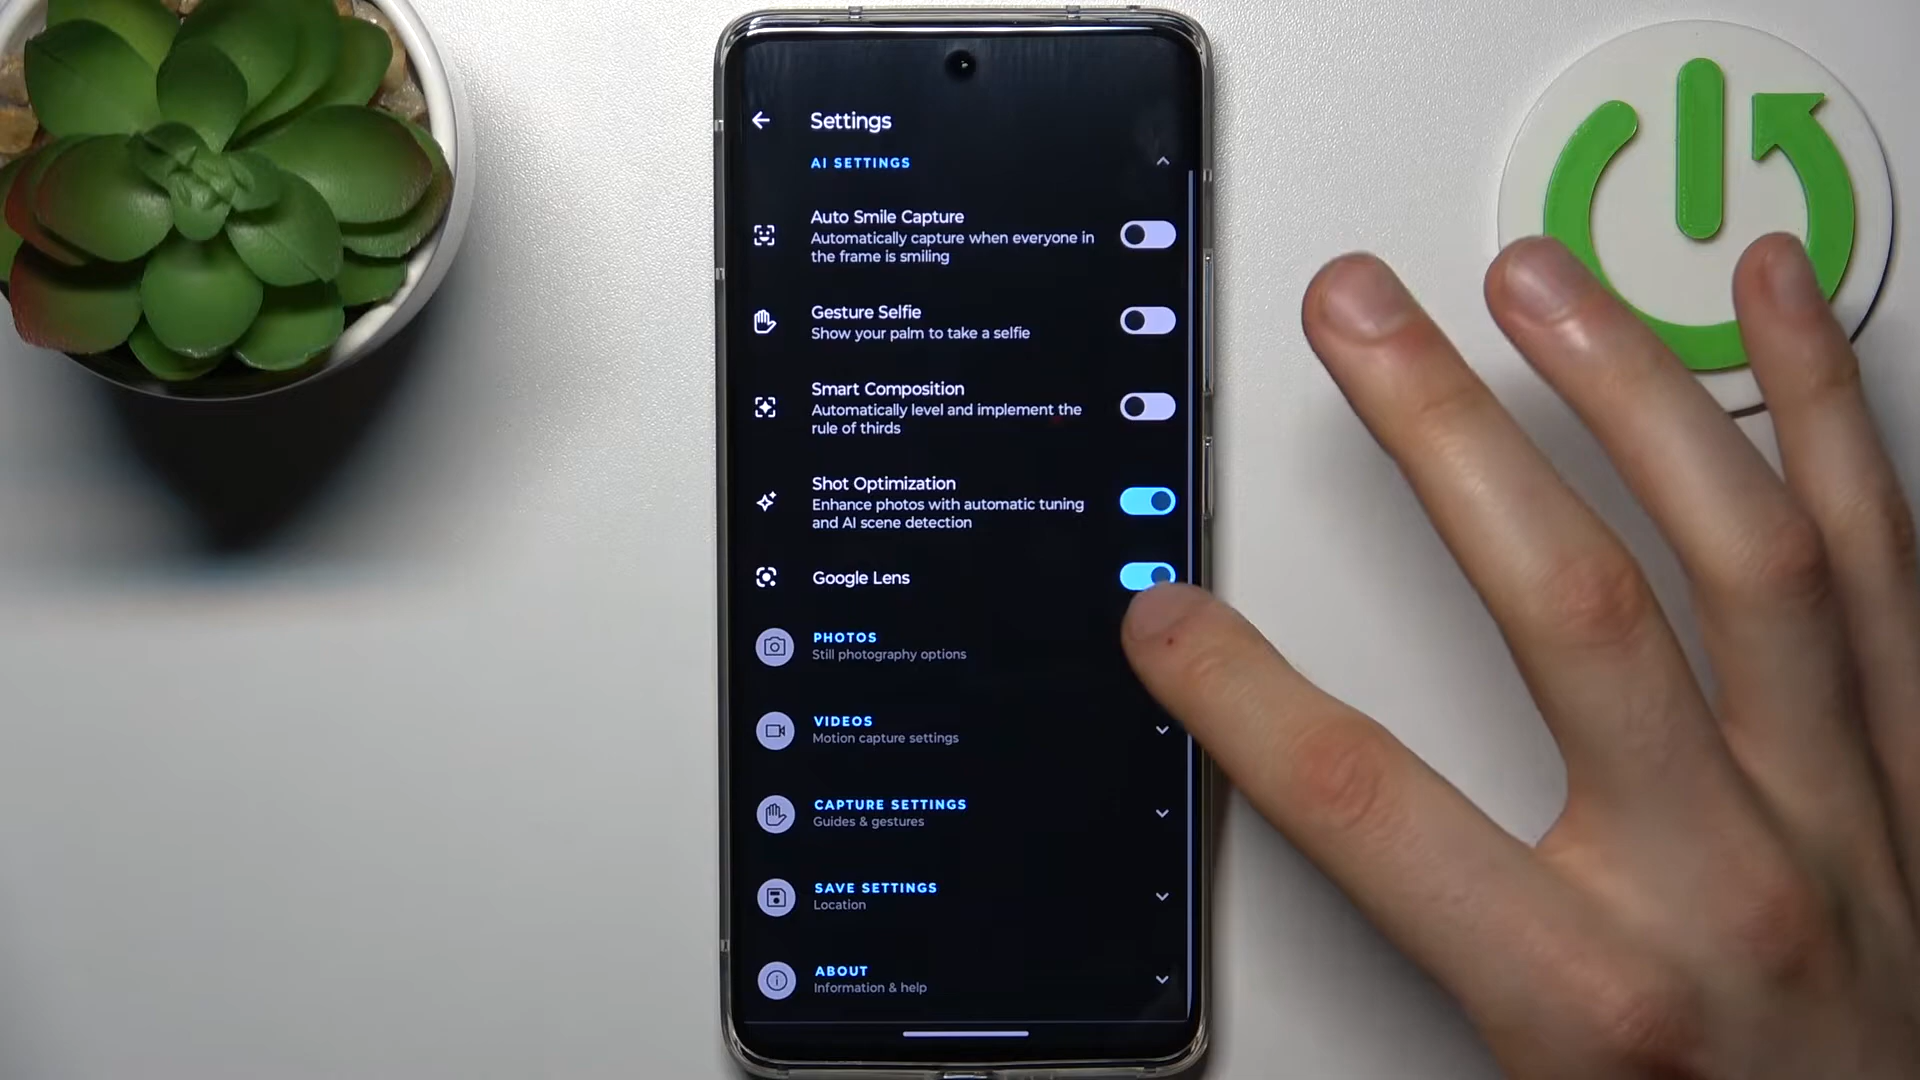 Settings
AI SETTINGS
Auto Smile Capture
Automatically capture when everyone in
the frame is smiling
Gesture Selfie
Show your palm to take a selfie
Smart Composition
Automatically level and implement the
rule of thirds
Shot Optimization
Enhance photos with automatic tuning
and AI scene detection
Google Lens
PHOTOS
Still photography options
VIDEOS
Motion capture settings
CAPTURE SETTINGS
Guides & gestures
SAVE SETTINGS
Location
ABOUT
Information & help